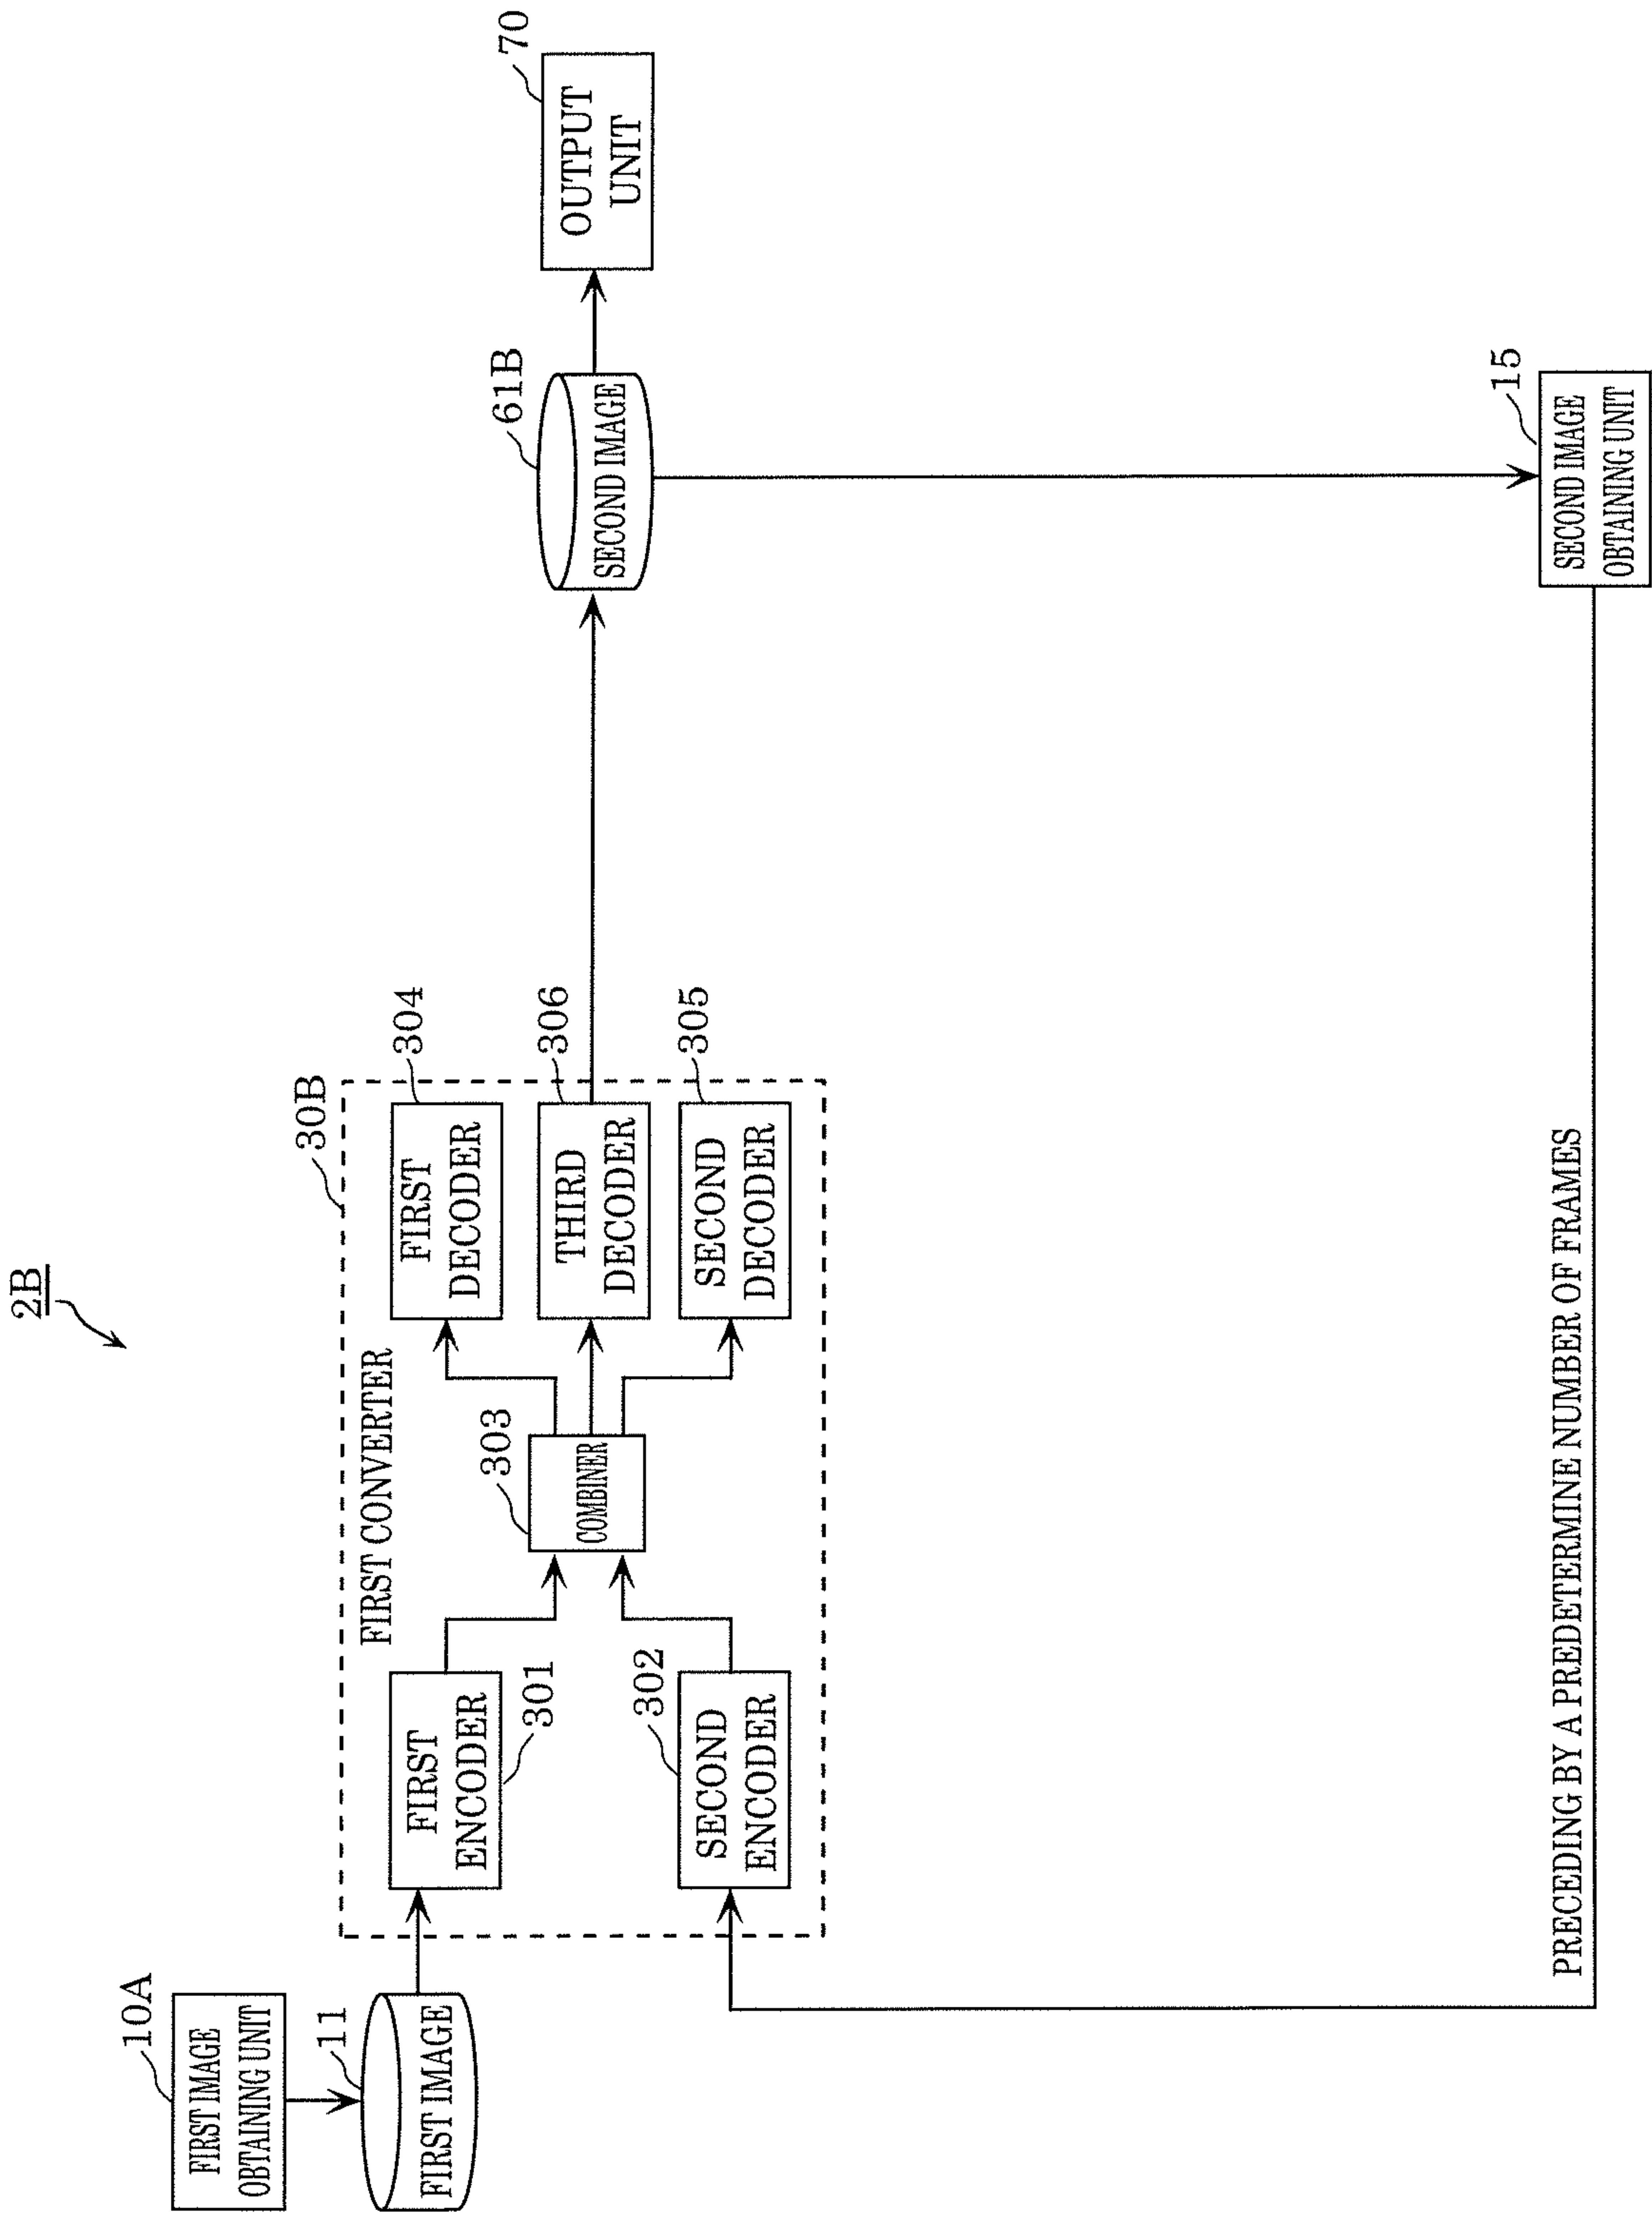 2B
10A
FIRST IMAGE
OBTAINING UNIT
11
FIRST IMAGE
30B
FIRST CONVERTER
FIRST
ENCODER
301
SECOND
ENCODER
302
303
COMBINER
304
FIRST
DECODER
306
THIRD
DECODER
305
SECOND
DECODER
61B
SECOND IMAGE
70
OUTPUT
UNIT
15
SECOND IMAGE
OBTAINING UNIT
PRECEDING BY A PREDETERMINE NUMBER OF FRAMES